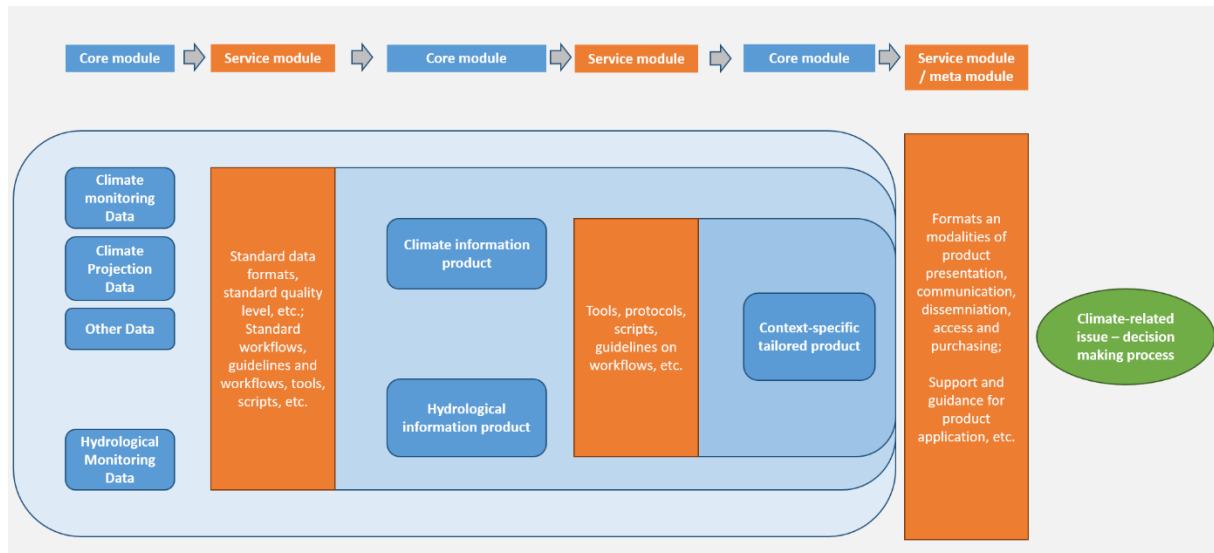 Core module
Service module
Core module
Service module
Core module
Service module
/ meta module
Climate
monitoring
Data
Climate
Projection
Data
Other Data
Hydrological
Monitoring
Data
Standard data
formats,
standard quality
level, etc.;
Standard
workflows,
guidelines and
workflows, tools,
scripts, etc.
Climate information
product
Hydrological
information product
Tools, protocols,
scripts,
guidelines on
workflows, etc.
Context-specific
tailored product
Formats an
modalities of
product
presentation,
communication,
dissemniation,
access and
purchasing;
Support and
guidance for
product
application, etc.
Climate-related
issue – decision
making process